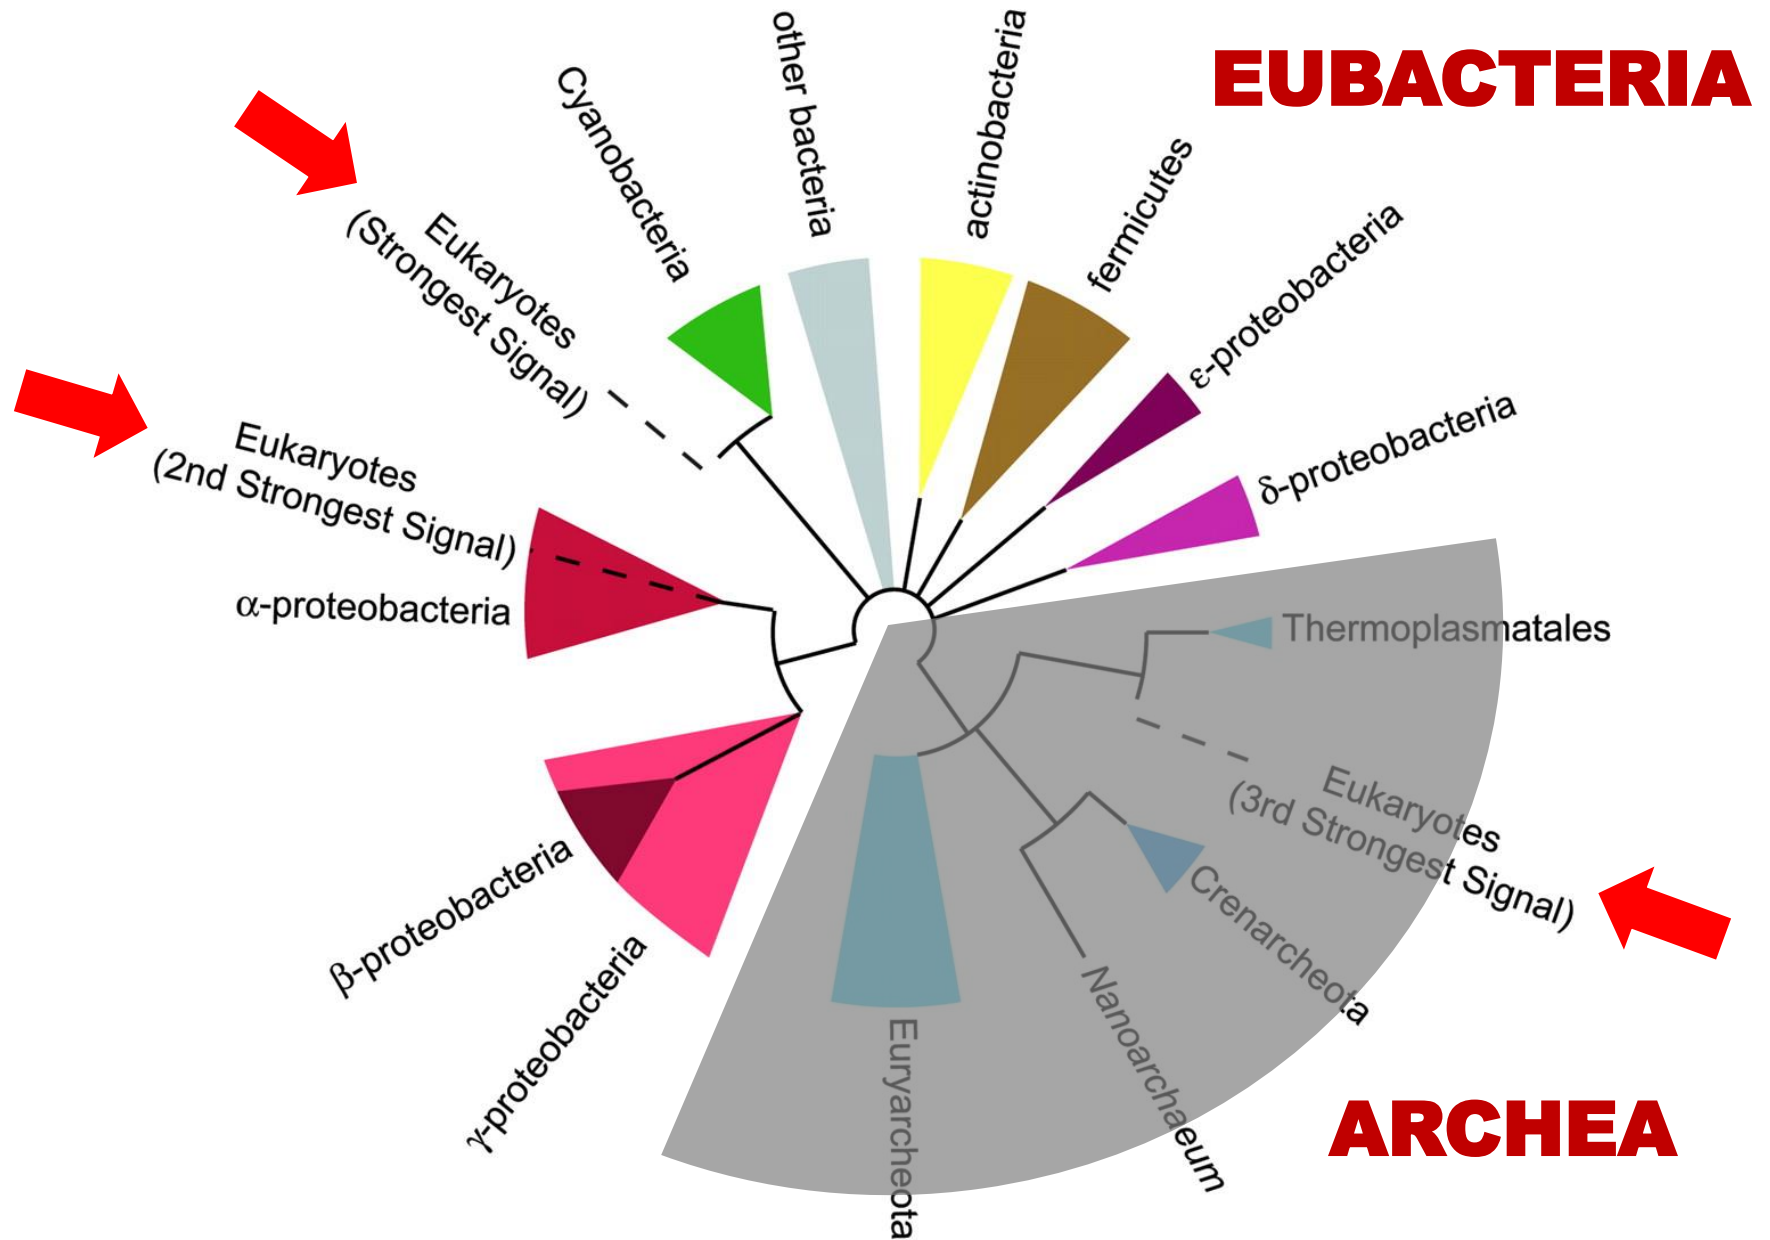 EUBACTERIA
other bacteria
actinobacteria
Cyanobacteria
fermicutes
Eukaryotes
(Strongest Signal)
ε-proteobacteria
δ-proteobacteria
Eukaryotes
(2nd Strongest Signal)
α-proteobacteria
Thermoplasmatales
Eukaryotes
(3rd Strongest Signal)
Crenarcheota
β-proteobacteria
γ-proteobacteria
Nanoarchaeum
Euryarcheota
ARCHEA